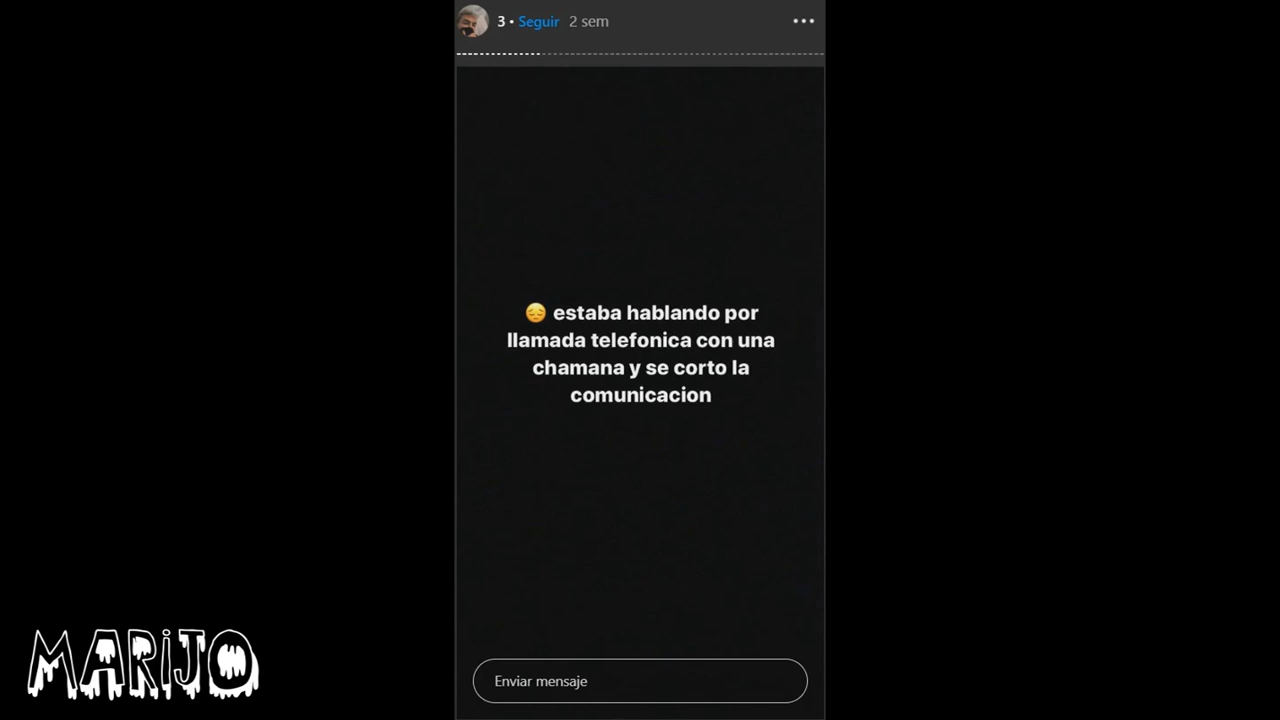 3 • Seguir 2 sem
😔 estaba hablando por
llamada telefonica con una
chamana y se corto la
comunicacion
Enviar mensaje
MARiJO